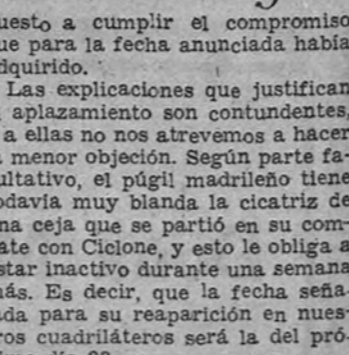 uesto a cumplir el compromiso
ue para la fecha anunciada había
dquirido.
Las explicaciones que justifican
l aplazamiento son contundentes,
a ellas no nos atrevemos a hacer
a menor objeción. Según parte fa-
ultativo, el púgil madrileño tiene
odavía muy blanda la cicatriz de
na ceja que se partió en su com-
ate con Ciclone, y esto le obliga a
star inactivo durante una semana
nás. Es decir, que la fecha seña-
ada para su reaparición en nues-
ros cuadriláteros será la del pró-